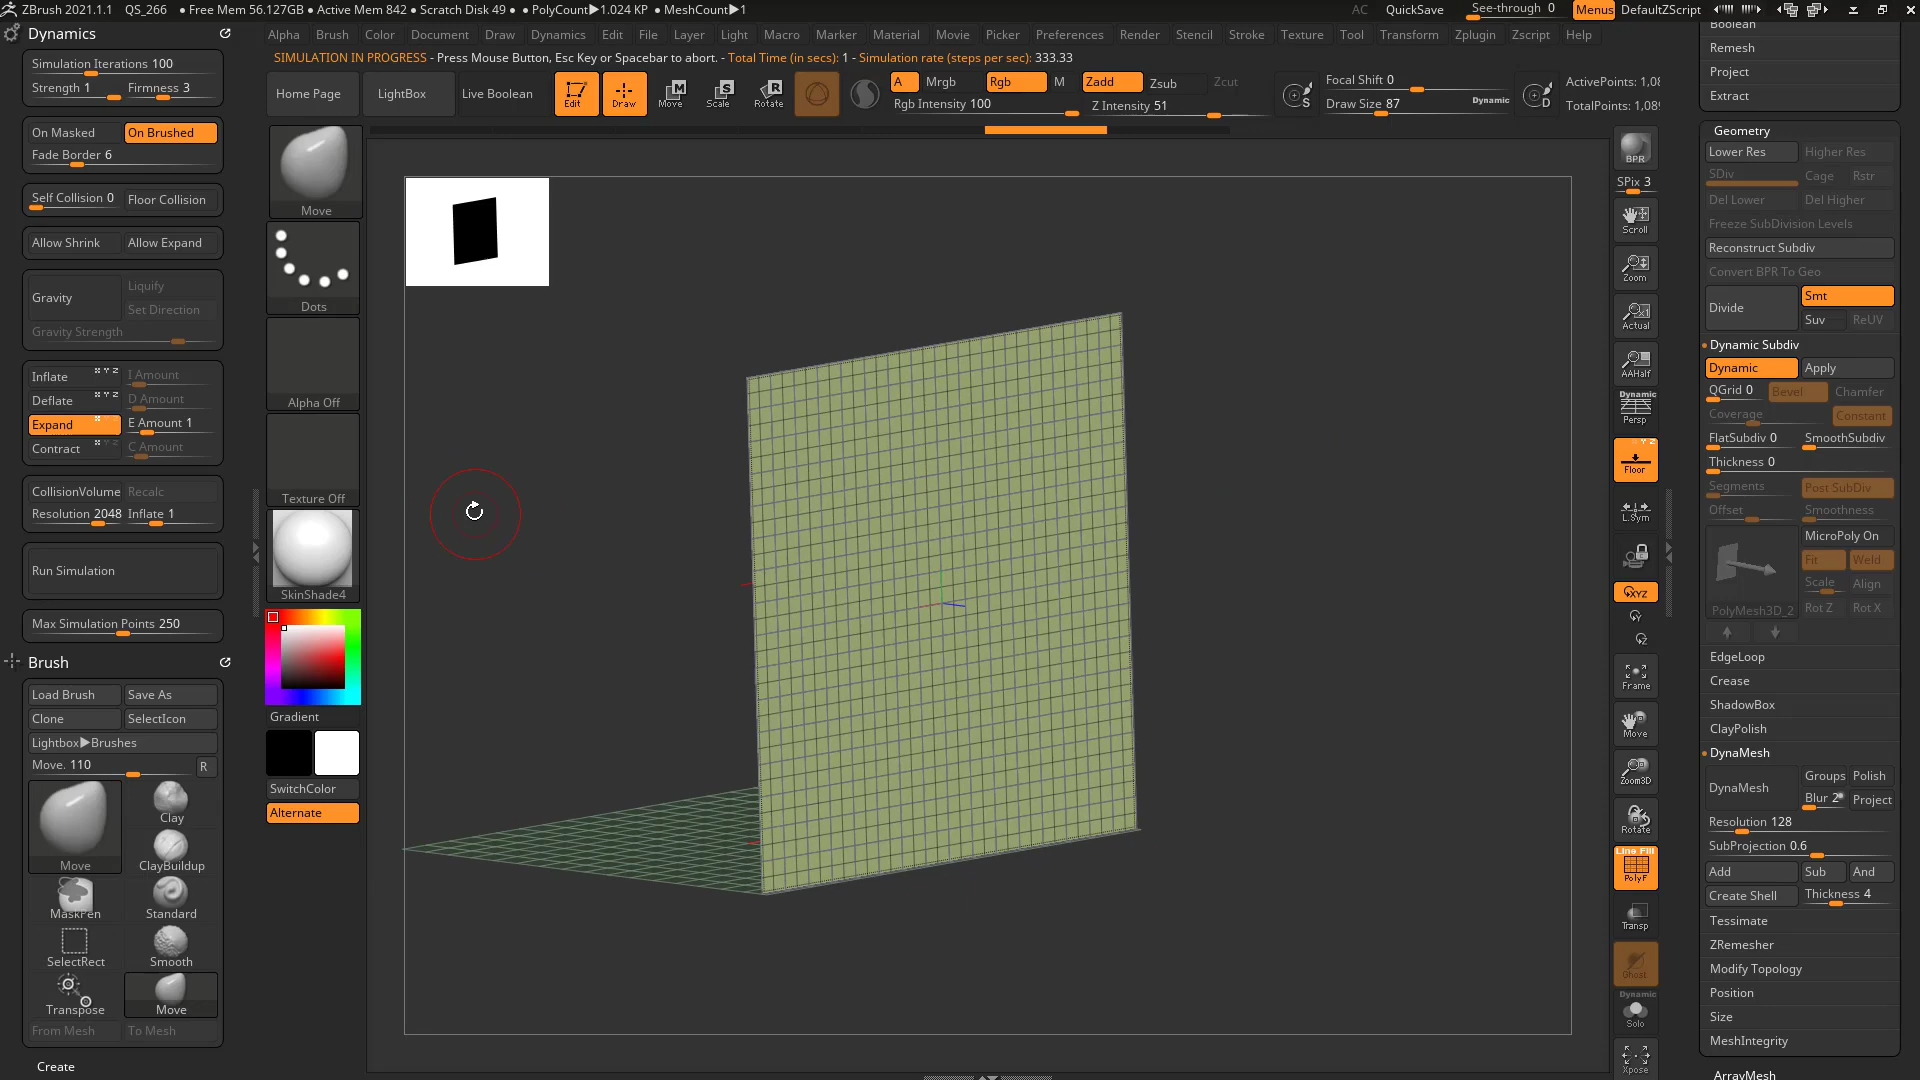 ZBrush 2021.1.1 QS_266 • Free Mem 56.127GB • Active Mem 842 • Scratch Disk 49 • PolyCount▶1.024 KP • MeshCount▶1
AC QuickSave See-through 0 Menus DefaultZScript
Dynamics
Alpha Brush Color Document Draw Dynamics Edit File Layer Light Macro Marker Material Movie Picker Preferences Render Stencil Stroke Texture Tool Transform Zplugin Zscript Help
SIMULATION IN PROGRESS - Press Mouse Button, Esc Key or Spacebar to abort. - Total Time (in secs): 1 - Simulation rate (steps per sec): 333.33
Home Page LightBox Live Boolean Edit Draw Move Scale Rotate
A Mrgb Rgb M Zadd Zsub Zcut
Rgb Intensity 100 Z Intensity 51
S Focal Shift 0
Draw Size 87 Dynamic D
ActivePoints: 1,08
TotalPoints: 1,089
Simulation Iterations 100
Strength 1 Firmness 3
On Masked On Brushed
Fade Border 6
Self Collision 0 Floor Collision
Allow Shrink Allow Expand
Gravity Liquify
Set Direction
Gravity Strength
Inflate X Y Z I Amount
Deflate X Y Z D Amount
Expand E Amount 1
Contract X Y Z C Amount
CollisionVolume Recalc
Resolution 2048 Inflate 1
Run Simulation
Max Simulation Points 250
Brush
Load Brush Save As
Clone SelectIcon
Lightbox▶Brushes
Move. 110 R
Move
Clay
ClayBuildup
MaskPen Standard
SelectRect Smooth
Transpose Move
From Mesh To Mesh
Create
Move
Dots
Alpha Off
Texture Off
SkinShade4
Gradient
SwitchColor
Alternate
BPR
SPix 3
Scroll
Zoom
Actual
AAHalf
Dynamic
Persp
Floor
L.Sym
XYZ
Y
Z
Frame
Move
Zoom3D
Rotate
Line Fill
PolyF
Transp
Ghost
Dynamic
Solo
Xpose
Boolean
Remesh
Project
Extract
Geometry
Lower Res Higher Res
SDiv Cage Rstr
Del Lower Del Higher
Freeze SubDivision Levels
Reconstruct Subdiv
Convert BPR To Geo
Divide Smt
Suv ReUV
Dynamic Subdiv
Dynamic Apply
QGrid 0 Bevel Chamfer
Coverage Constant
FlatSubdiv 0 SmoothSubdiv
Thickness 0
Segments Post SubDiv
Offset Smoothness
MicroPoly On
Fit Weld
Scale Align
PolyMesh3D_2 Rot Z Rot X
EdgeLoop
Crease
ShadowBox
ClayPolish
DynaMesh
DynaMesh Groups Polish
Blur 2 Project
Resolution 128
SubProjection 0.6
Add Sub And
Create Shell Thickness 4
Tessimate
ZRemesher
Modify Topology
Position
Size
MeshIntegrity
ArrayMesh